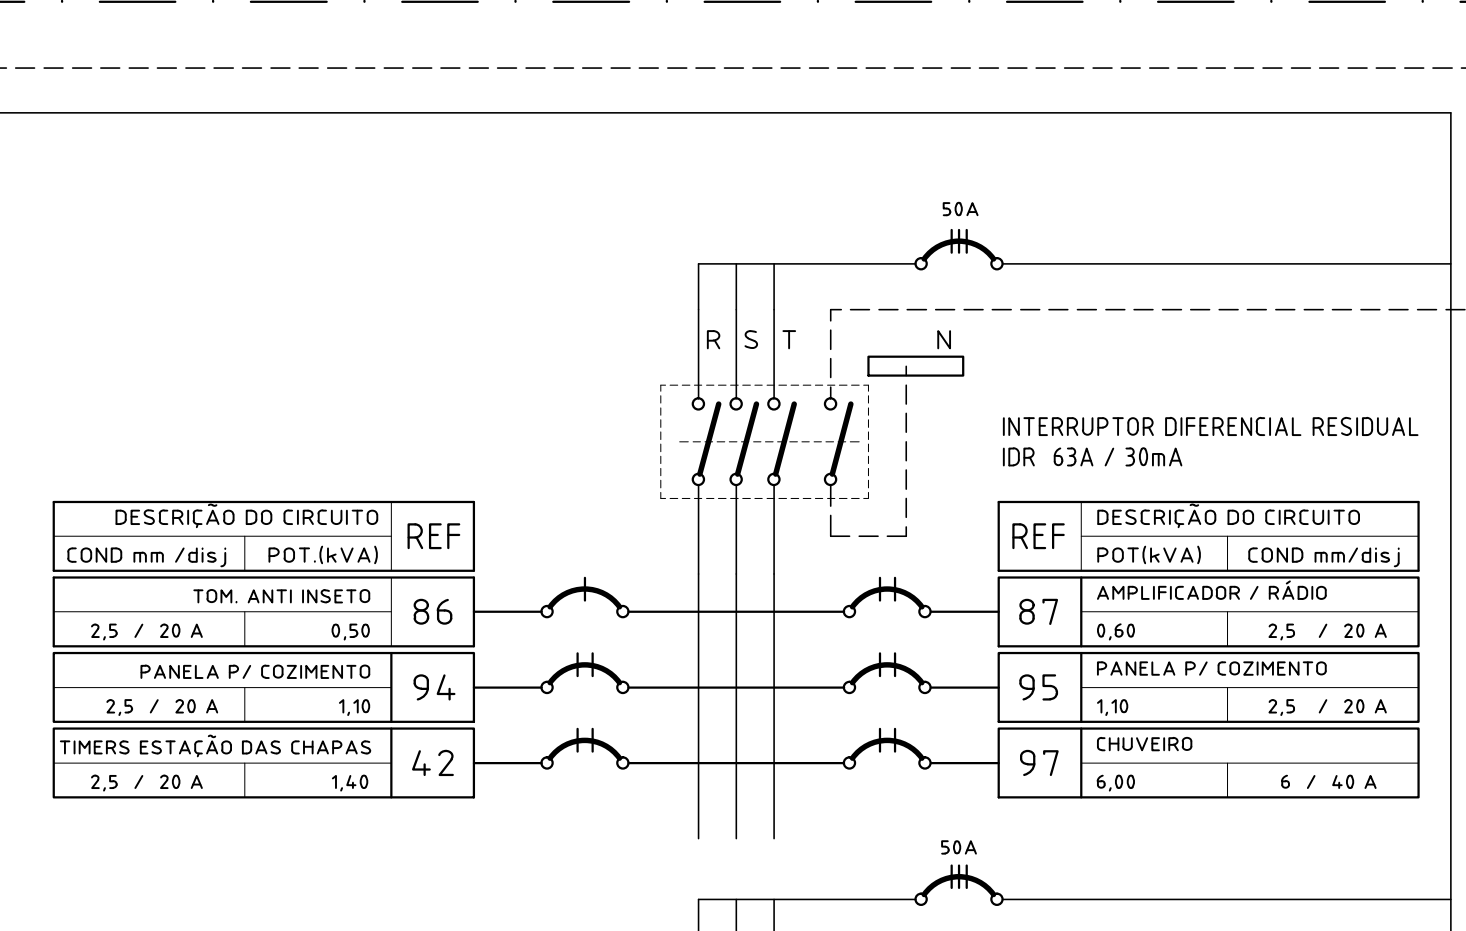 50A
R S T N
INTERRUPTOR DIFERENCIAL RESIDUAL
IDR 63A / 30mA
DESCRIÇÃO DO CIRCUITO
COND mm /disj POT.(kVA)
REF
TOM. ANTI INSETO
2,5 / 20 A 0,50
86
PANELA P/ COZIMENTO
2,5 / 20 A 1,10
94
TIMERS ESTAÇÃO DAS CHAPAS
2,5 / 20 A 1,40
42
REF
DESCRIÇÃO DO CIRCUITO
POT(kVA) COND mm/disj
87
AMPLIFICADOR / RÁDIO
0,60 2,5 / 20 A
95
PANELA P/ COZIMENTO
1,10 2,5 / 20 A
97
CHUVEIRO
6,00 6 / 40 A
50A